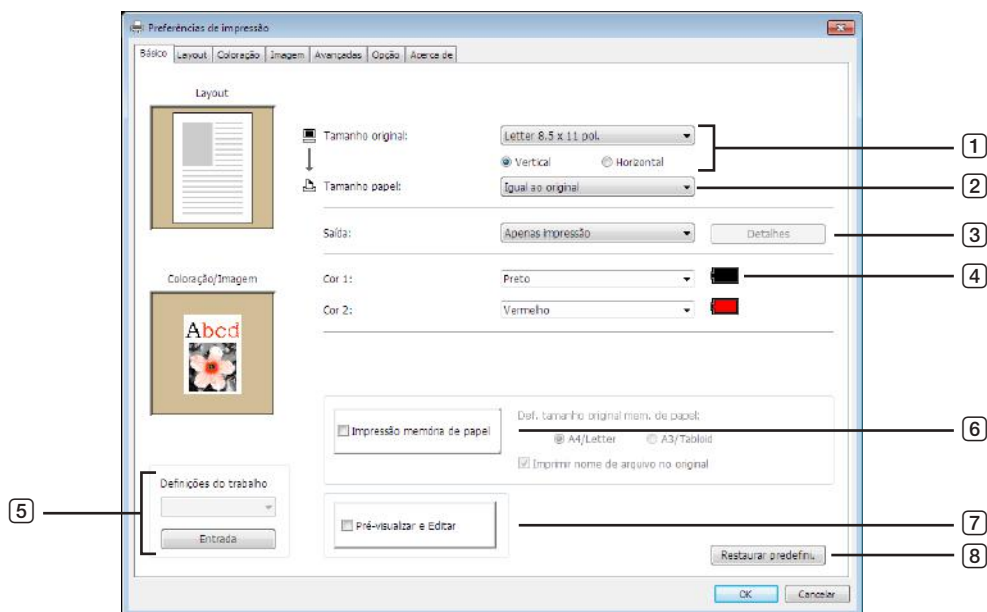 Preferências de impressão
Básico Layout Coloração Imagem Avançadas Opção Acerca de
Layout
Tamanho original:
Letter 8.5 x 11 pol.
1
Vertical Horizontal
Tamanho papel:
Igual ao original
2
Saída:
Apenas impressão
Detalhes
3
Coloração/Imagem
Cor 1:
Preto
4
Cor 2:
Vermelho
Abcd
Impressão memória de papel
Def. tamanho original mem. de papel:
A4/Letter A3/Tabloid
Imprimir nome de arquivo no original
6
Definições do trabalho
5
Entrada
Pré-visualizar e Editar
7
Restaurar predefini.
8
OK Cancelar